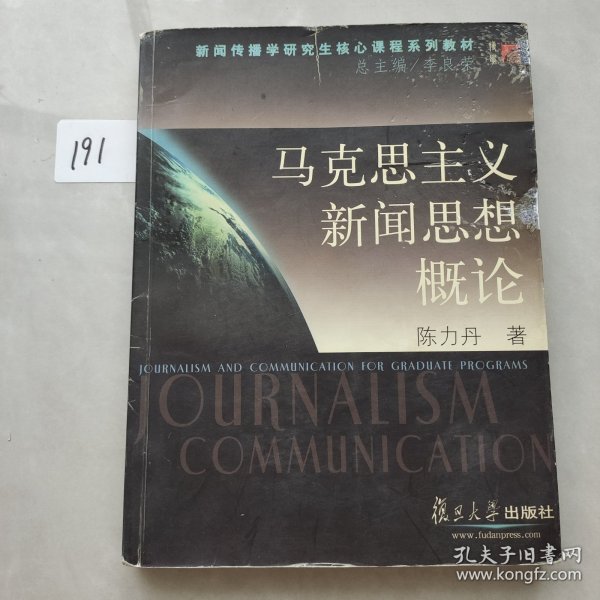 新闻传播学研究生核心课程系列教材
总主编/李良荣
191
马克思主义
新闻思想
概论
陈力丹 著
JOURNALISM AND COMMUNICATION FOR GRADUATE PROGRAMS
JOURNALISM
COMMUNICATION
復旦大學出版社
www.fudanpress.com
孔夫子旧书网
www.kongfz.com